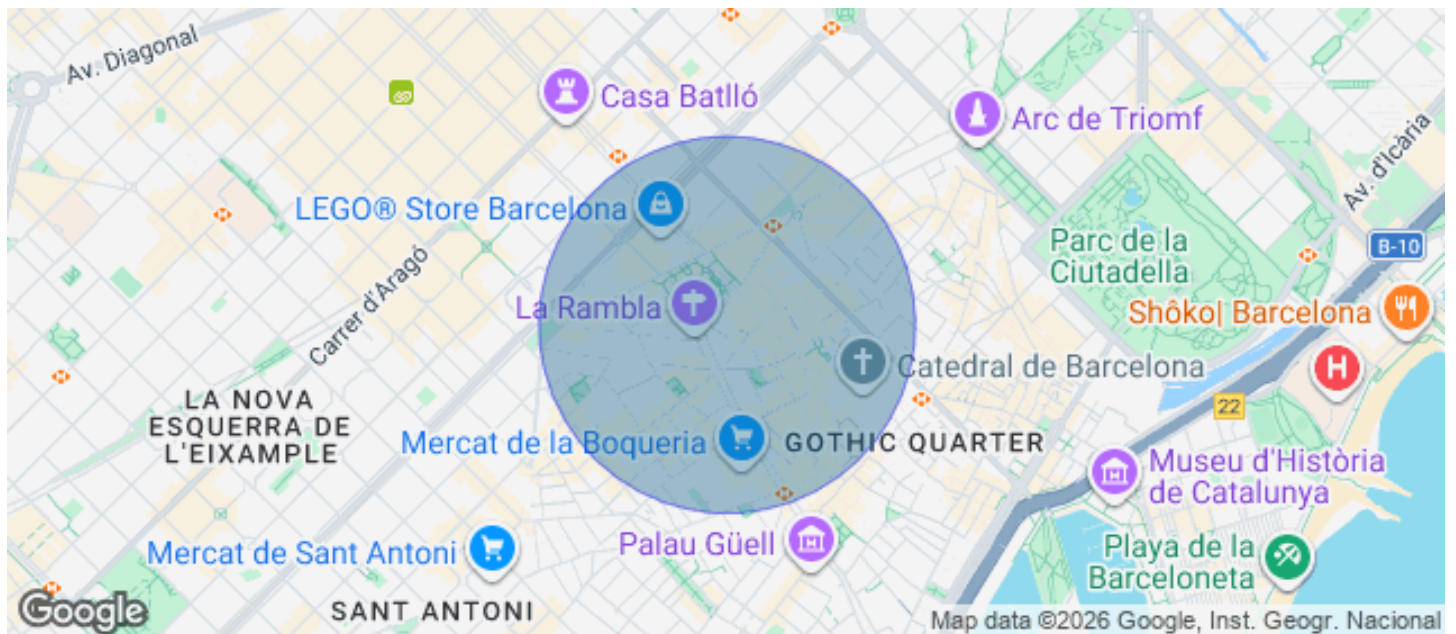 Av. Diagonal
Casa Batlló
Arc de Triomf
Av. d'Icària
LEGO® Store Barcelona
B-10
Parc de la
Ciutadella
La Rambla
Shôko| Barcelona
Carrer d'Aragó
Catedral de Barcelona
H
22
LA NOVA
ESQUERRA DE
L'EIXAMPLE
Mercat de la Boqueria
GOTHIC QUARTER
Museu d'Història
de Catalunya
Mercat de Sant Antoni
Palau Güell
Playa de la
Barceloneta
Google
SANT ANTONI
Map data ©2026 Google, Inst. Geogr. Nacional